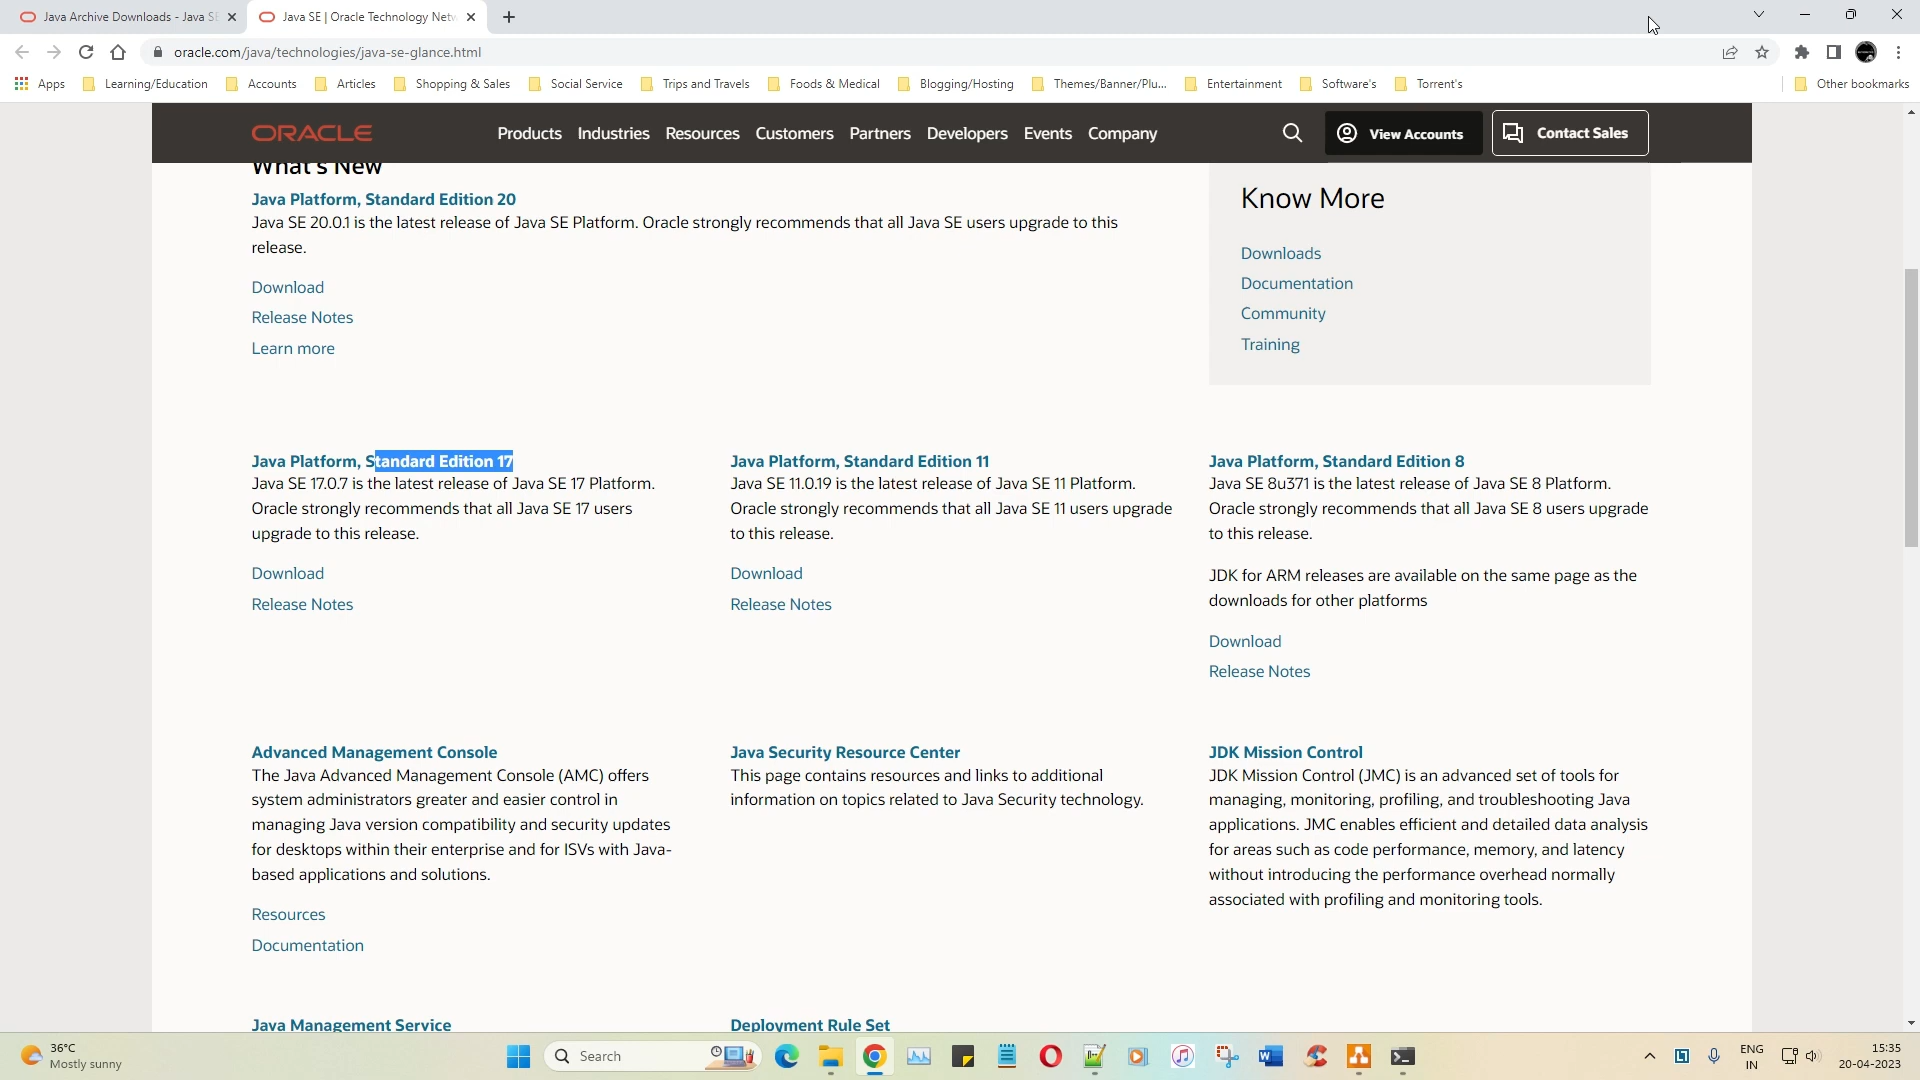 Java Archive Downloads - Java SE
Java SE | Oracle Technology Netw
oracle.com/java/technologies/java-se-glance.html
Apps
Learning/Education
Accounts
Articles
Shopping & Sales
Social Service
Trips and Travels
Foods & Medical
Blogging/Hosting
Themes/Banner/Plu...
Entertainment
Software's
Torrent's
Other bookmarks
ORACLE
Products
Industries
Resources
Customers
Partners
Developers
Events
Company
View Accounts
Contact Sales
What's New
Java Platform, Standard Edition 20
Java SE 20.0.1 is the latest release of Java SE Platform. Oracle strongly recommends that all Java SE users upgrade to this
release.
Download
Release Notes
Learn more
Know More
Downloads
Documentation
Community
Training
Java Platform, Standard Edition 17
Java SE 17.0.7 is the latest release of Java SE 17 Platform.
Oracle strongly recommends that all Java SE 17 users
upgrade to this release.
Download
Release Notes
Java Platform, Standard Edition 11
Java SE 11.0.19 is the latest release of Java SE 11 Platform.
Oracle strongly recommends that all Java SE 11 users upgrade
to this release.
Download
Release Notes
Java Platform, Standard Edition 8
Java SE 8u371 is the latest release of Java SE 8 Platform.
Oracle strongly recommends that all Java SE 8 users upgrade
to this release.
JDK for ARM releases are available on the same page as the
downloads for other platforms
Download
Release Notes
Advanced Management Console
The Java Advanced Management Console (AMC) offers
system administrators greater and easier control in
managing Java version compatibility and security updates
for desktops within their enterprise and for ISVs with Java-
based applications and solutions.
Resources
Documentation
Java Security Resource Center
This page contains resources and links to additional
information on topics related to Java Security technology.
JDK Mission Control
JDK Mission Control (JMC) is an advanced set of tools for
managing, monitoring, profiling, and troubleshooting Java
applications. JMC enables efficient and detailed data analysis
for areas such as code performance, memory, and latency
without introducing the performance overhead normally
associated with profiling and monitoring tools.
Java Management Service
Deployment Rule Set
36°C
Mostly sunny
Search
ENG
IN
15:35
20-04-2023